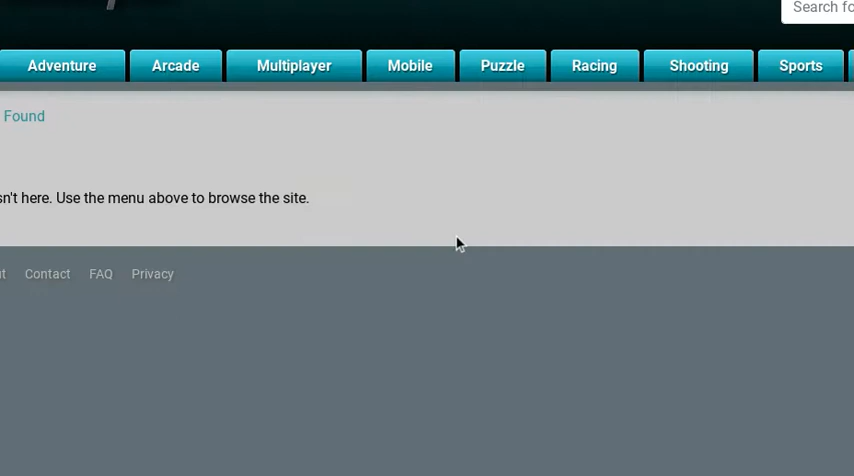 Search fo
Adventure Arcade Multiplayer Mobile Puzzle Racing Shooting Sports
Found
sn't here. Use the menu above to browse the site.
Contact FAQ Privacy